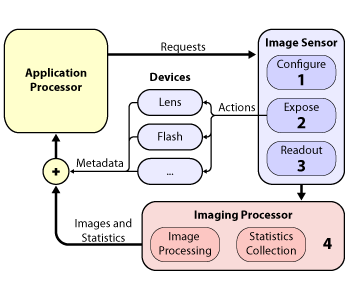 Requests
Image Sensor
Application
Processor
Configure
1
Devices
Lens
Actions
Expose
2
Flash
Readout
3
...
Metadata
+
Images and
Statistics
Imaging Processor
Image
Processing
Statistics
Collection
4